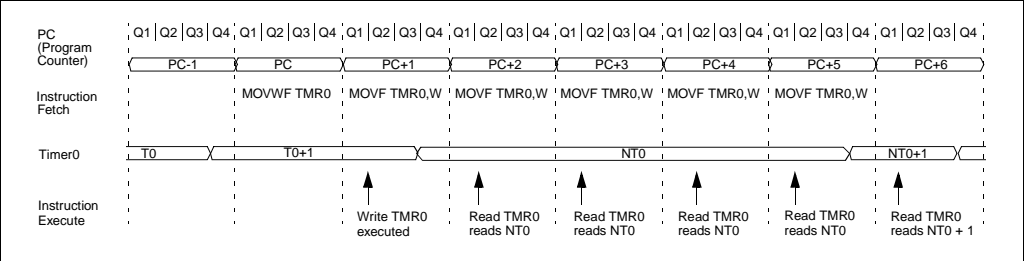 PC
(Program
Counter)
Q1 Q2 Q3 Q4 Q1 Q2 Q3 Q4 Q1 Q2 Q3 Q4 Q1 Q2 Q3 Q4 Q1 Q2 Q3 Q4 Q1 Q2 Q3 Q4 Q1 Q2 Q3 Q4 Q1 Q2 Q3 Q4
PC-1 PC PC+1 PC+2 PC+3 PC+4 PC+5 PC+6
Instruction
Fetch
MOVWF TMR0 MOVF TMR0,W MOVF TMR0,W MOVF TMR0,W MOVF TMR0,W MOVF TMR0,W
Timer0
T0 T0+1 NT0 NT0+1
Instruction
Execute
Write TMR0
executed
Read TMR0
reads NT0
Read TMR0
reads NT0
Read TMR0
reads NT0
Read TMR0
reads NT0
Read TMR0
reads NT0 + 1